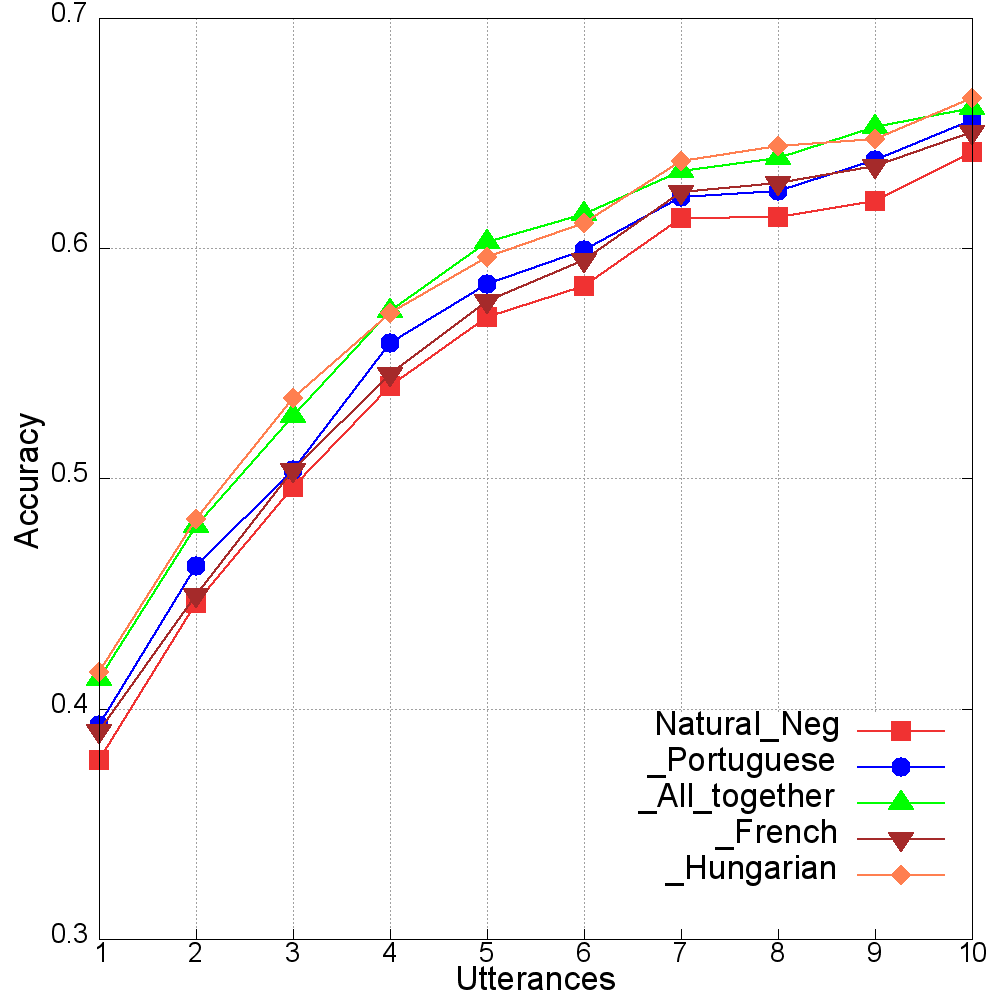 0.7
0.6
0.5
0.4
0.3
Accuracy
Natural_Neg
_Portuguese
_All_together
_French
_Hungarian
1 2 3 4 5 6 7 8 9 10
Utterances